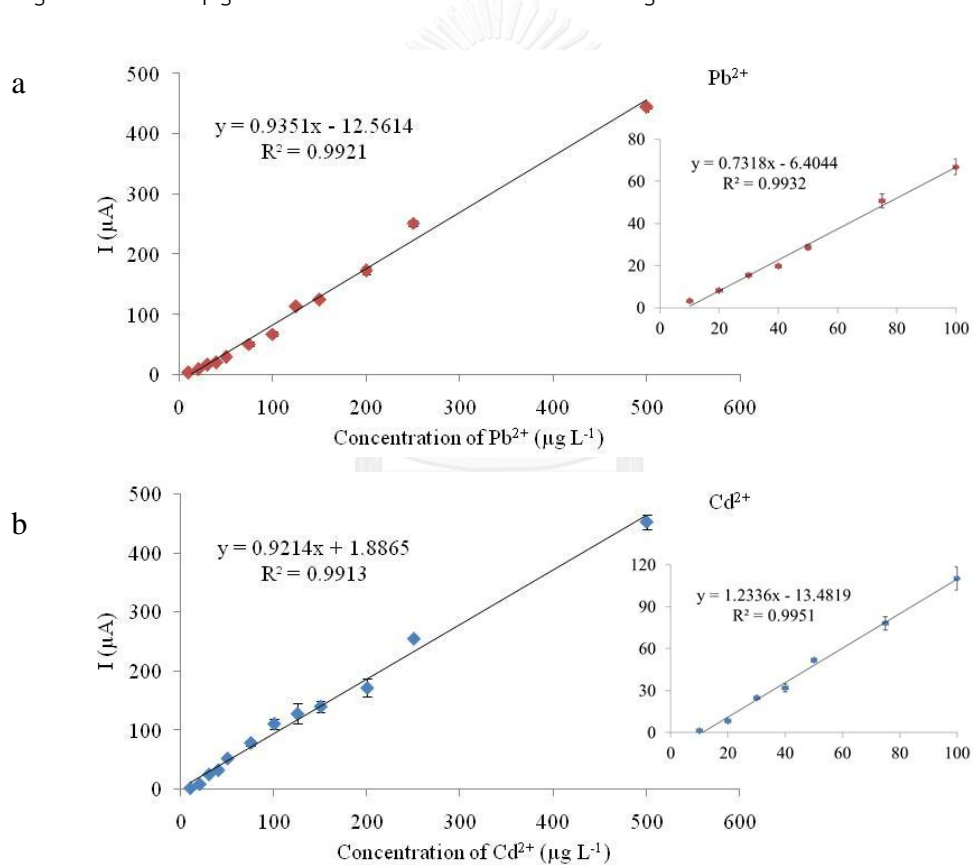 a
Pb²⁺
500
400
300
200
100
0
I (µA)
y = 0.9351x - 12.5614
R² = 0.9921
0 100 200 300 400 500 600
Concentration of Pb²⁺ (µg L⁻¹)
80
60
40
20
0
y = 0.7318x - 6.4044
R² = 0.9932
0 20 40 60 80 100
b
Cd²⁺
500
400
300
200
100
0
I (µA)
y = 0.9214x + 1.8865
R² = 0.9913
0 100 200 300 400 500 600
Concentration of Cd²⁺ (µg L⁻¹)
120
90
60
30
0
y = 1.2336x - 13.4819
R² = 0.9951
0 20 40 60 80 100